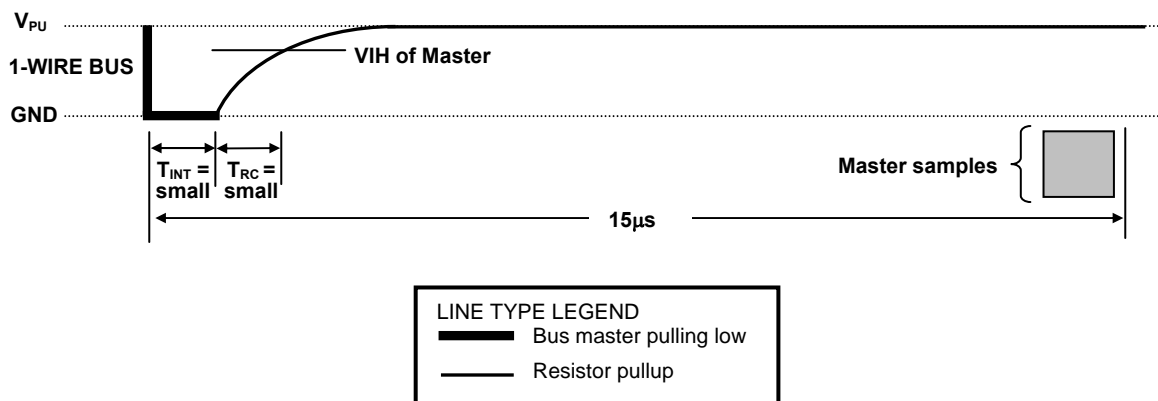 VPU
VIH of Master
1-WIRE BUS
GND
TINT =
small
TRC =
small
Master samples
15μs
LINE TYPE LEGEND
Bus master pulling low
Resistor pullup